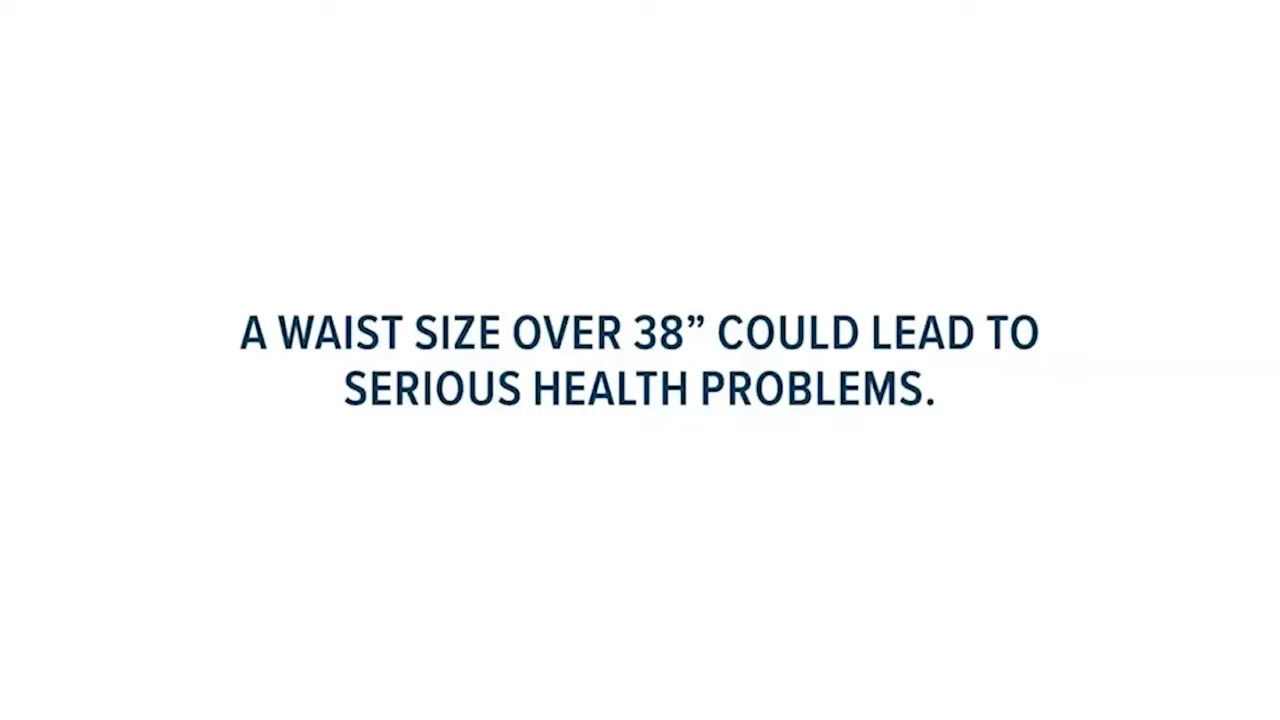 A WAIST SIZE OVER 38” COULD LEAD TO
SERIOUS HEALTH PROBLEMS.